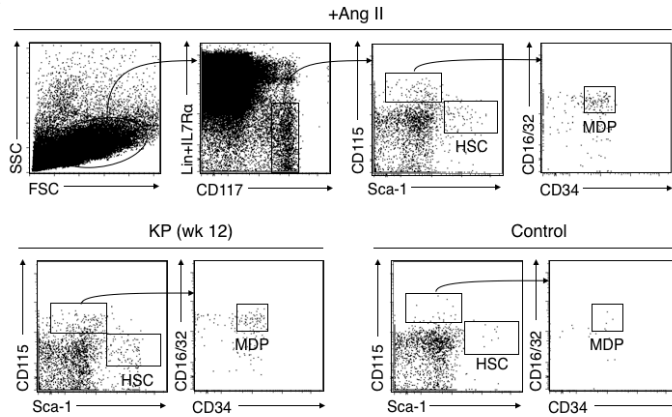 +Ang II
SSC
FSC
Lin+IL7Rα
CD117
CD115
Sca-1
HSC
CD16/32
CD34
MDP
KP (wk 12)
CD115
Sca-1
HSC
CD16/32
CD34
MDP
Control
CD115
Sca-1
HSC
CD16/32
CD34
MDP